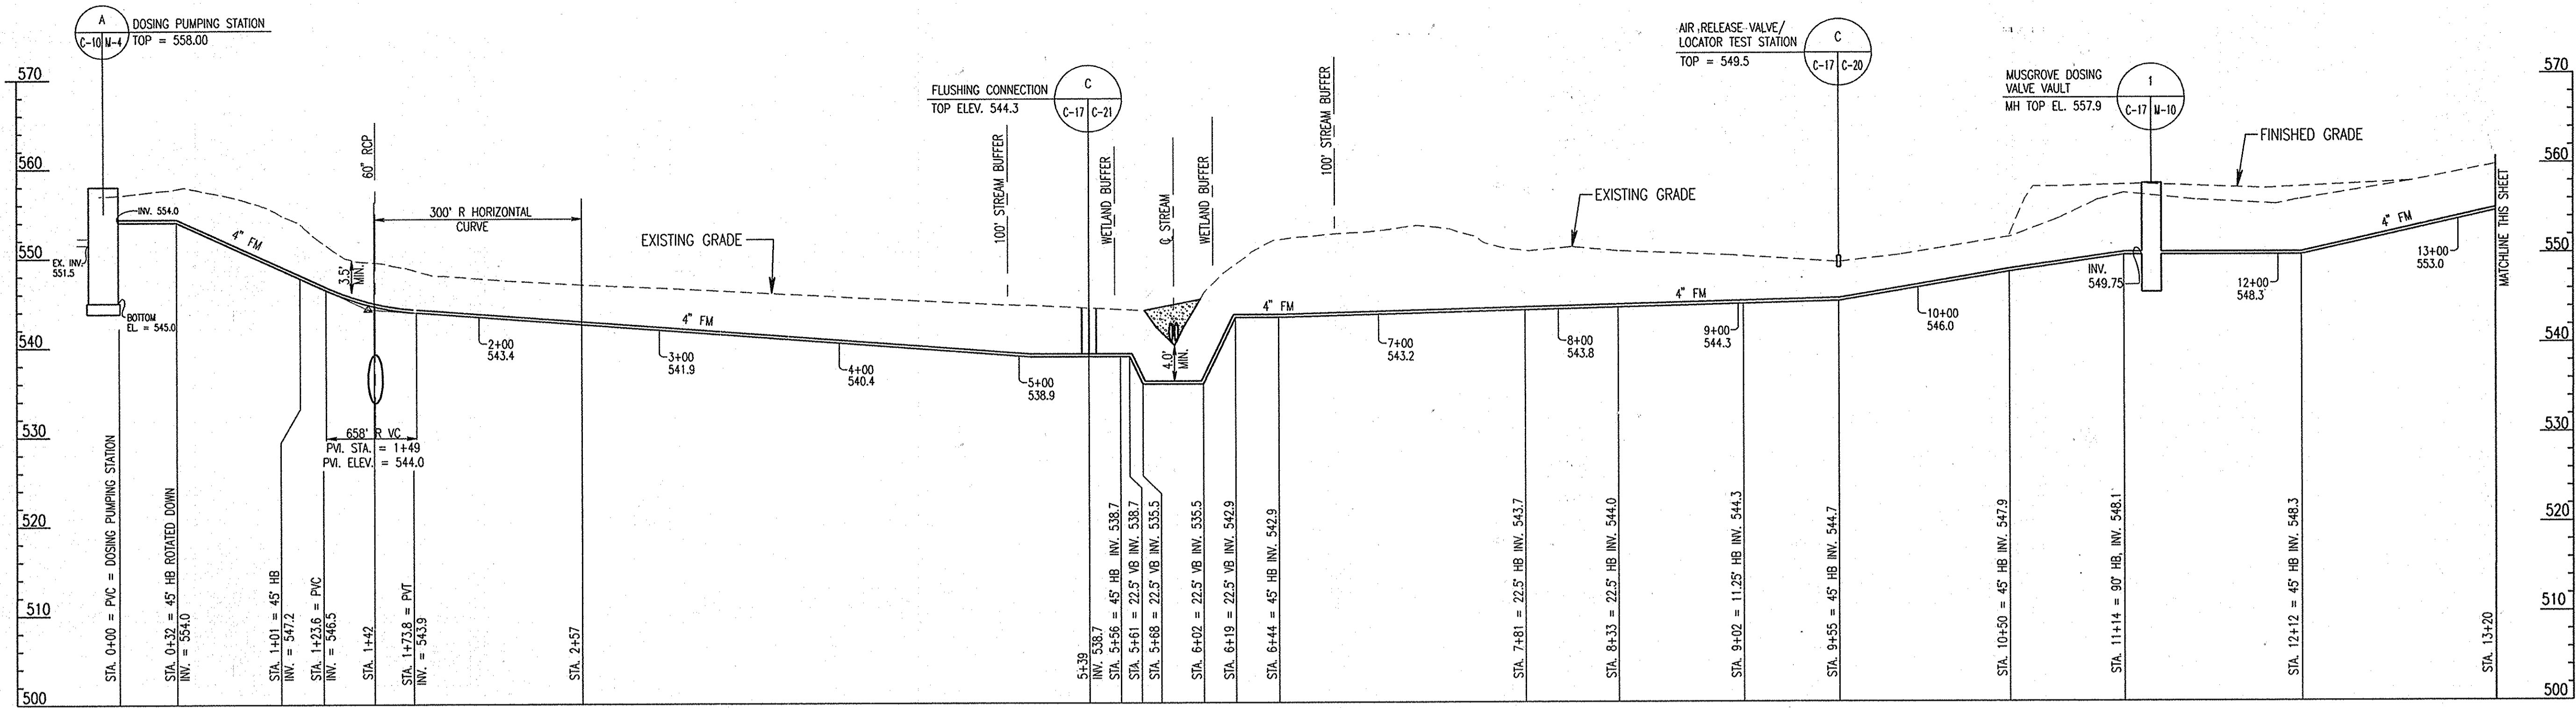 A
C-10 M-4
DOSING PUMPING STATION
TOP = 558.00
FLUSHING CONNECTION
TOP ELEV. 544.3
C
C-17 C-21
AIR RELEASE VALVE/
LOCATOR TEST STATION
TOP = 549.5
C
C-17 C-20
MUSGROVE DOSING
VALVE VAULT
MH TOP EL. 557.9
1
C-17 M-10
570
560
550
540
530
520
510
500
570
560
550
540
530
520
510
500
INV. 554.0
EX. INV.
551.5
BOTTOM
EL. = 545.0
4" FM
60" RCP
3.5'
MIN.
300' R HORIZONTAL
CURVE
EXISTING GRADE
4" FM
658' R VC
PVI. STA. = 1+49
PVI. ELEV. = 544.0
2+00
543.4
3+00
541.9
4+00
540.4
5+00
538.9
100' STREAM BUFFER
WETLAND BUFFER
℄ STREAM
WETLAND BUFFER
4.0'
MIN.
100' STREAM BUFFER
4" FM
7+00
543.2
EXISTING GRADE
8+00
543.8
4" FM
9+00
544.3
10+00
546.0
INV.
549.75
FINISHED GRADE
12+00
548.3
4" FM
13+00
553.0
MATCHLINE THIS SHEET
STA. 0+00 = PVC = DOSING PUMPING STATION
STA. 0+32 = 45° HB ROTATED DOWN
INV. = 554.0
STA. 1+01 = 45° HB
INV. = 547.2
STA. 1+23.6 = PVC
INV. = 546.5
STA. 1+42
STA. 1+73.8 = PVT
INV. = 543.9
STA. 2+57
5+39
INV. 538.7
STA. 5+56 = 45° HB INV. 538.7
STA. 5+61 = 22.5° VB INV. 538.7
STA. 5+68 = 22.5° VB INV. 535.5
STA. 6+02 = 22.5° VB INV. 535.5
STA. 6+19 = 22.5° VB INV. 542.9
STA. 6+44 = 45° HB INV. 542.9
STA. 7+81 = 22.5° HB INV. 543.7
STA. 8+33 = 22.5° HB INV. 544.0
STA. 9+02 = 11.25° HB INV. 544.3
STA. 9+55 = 45° HB INV. 544.7
STA. 10+50 = 45° HB INV. 547.9
STA. 11+14 = 90° HB, INV. 548.1
STA. 12+12 = 45° HB INV. 548.3
STA. 13+20